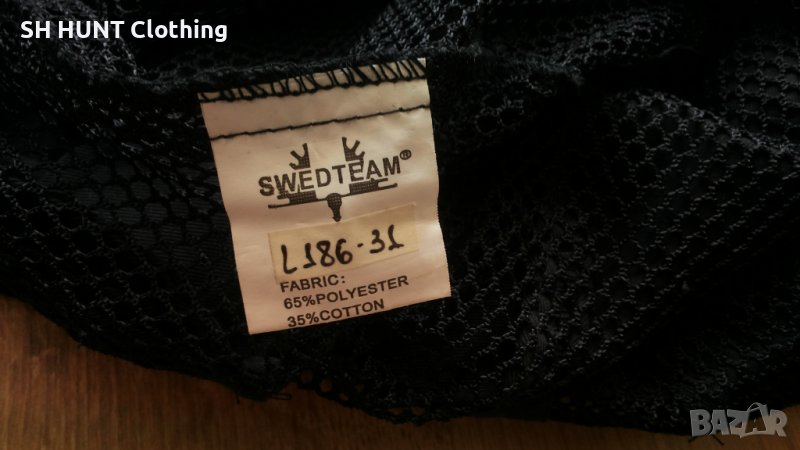 SH HUNT Clothing
SWEDTEAM®
L186-31
FABRIC:
65%POLYESTER
35%COTTON
BAZAR